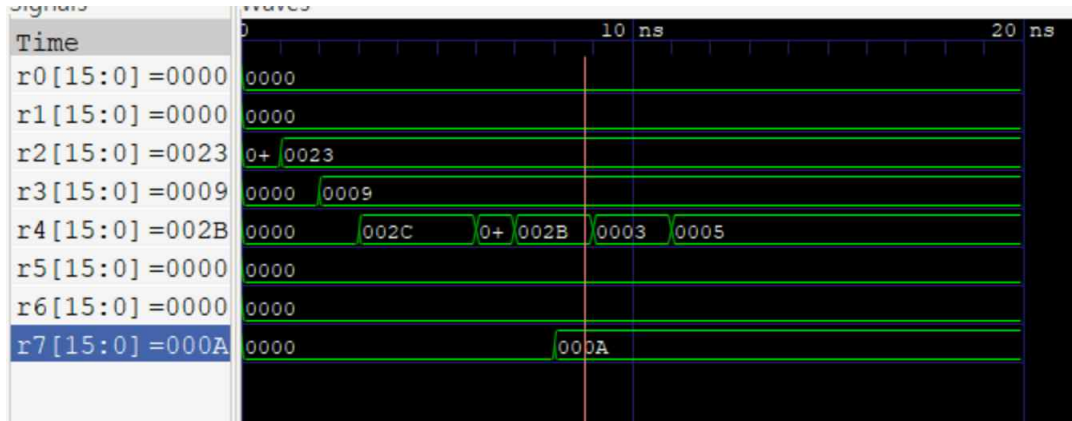 Signals Waves
Time 0 10 ns 20 ns
r0[15:0]=0000 0000
r1[15:0]=0000 0000
r2[15:0]=0023 0+ 0023
r3[15:0]=0009 0000 0009
r4[15:0]=002B 0000 002C 0+ 002B 0003 0005
r5[15:0]=0000 0000
r6[15:0]=0000 0000
r7[15:0]=000A 0000 000A